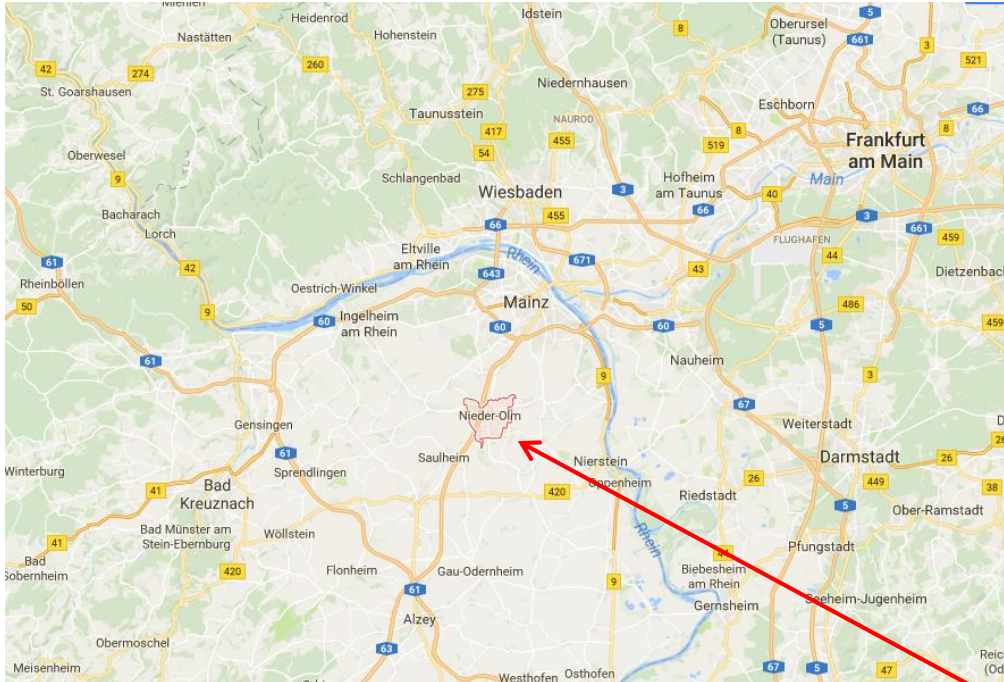 Miehlen
Heidenrod
Idstein
5
Oberursel
(Taunus)
Nastätten
Hohenstein
8
661
3
42
274
260
Niedernhausen
521
St. Goarshausen
275
Eschborn
66
Taunusstein
NAUROD
417
455
8
8
Frankfurt
am Main
Oberwesel
54
519
9
Schlangenbad
Wiesbaden
Hofheim
am Taunus
Main
3
40
Bacharach
455
66
3
Lorch
66
661
Eltville
am Rhein
Rhein
671
FLUGHAFEN
459
61
42
643
43
44
Dietzenbach
Rheinböllen
Oestrich-Winkel
Mainz
50
9
60
Ingelheim
am Rhein
60
60
486
5
459
61
Nauheim
9
3
67
Nieder-Olm
Weiterstadt
Gensingen
61
Saulheim
Nierstein
Darmstadt
26
Winterburg
Sprendlingen
26
449
41
Bad
Kreuznach
420
Oppenheim
Riedstadt
38
5
Ober-Ramstadt
Bad Münster am
Stein-Ebernburg
Wöllstein
41
Rhein
44
Pfungstadt
Bad
Sobernheim
420
Flonheim
Gau-Odernheim
9
Biebesheim
am Rhein
61
Gernsheim
Seeheim-Jugenheim
Alzey
Obermoschel
63
Meisenheim
67
5
47
Westhofen
Osthofen